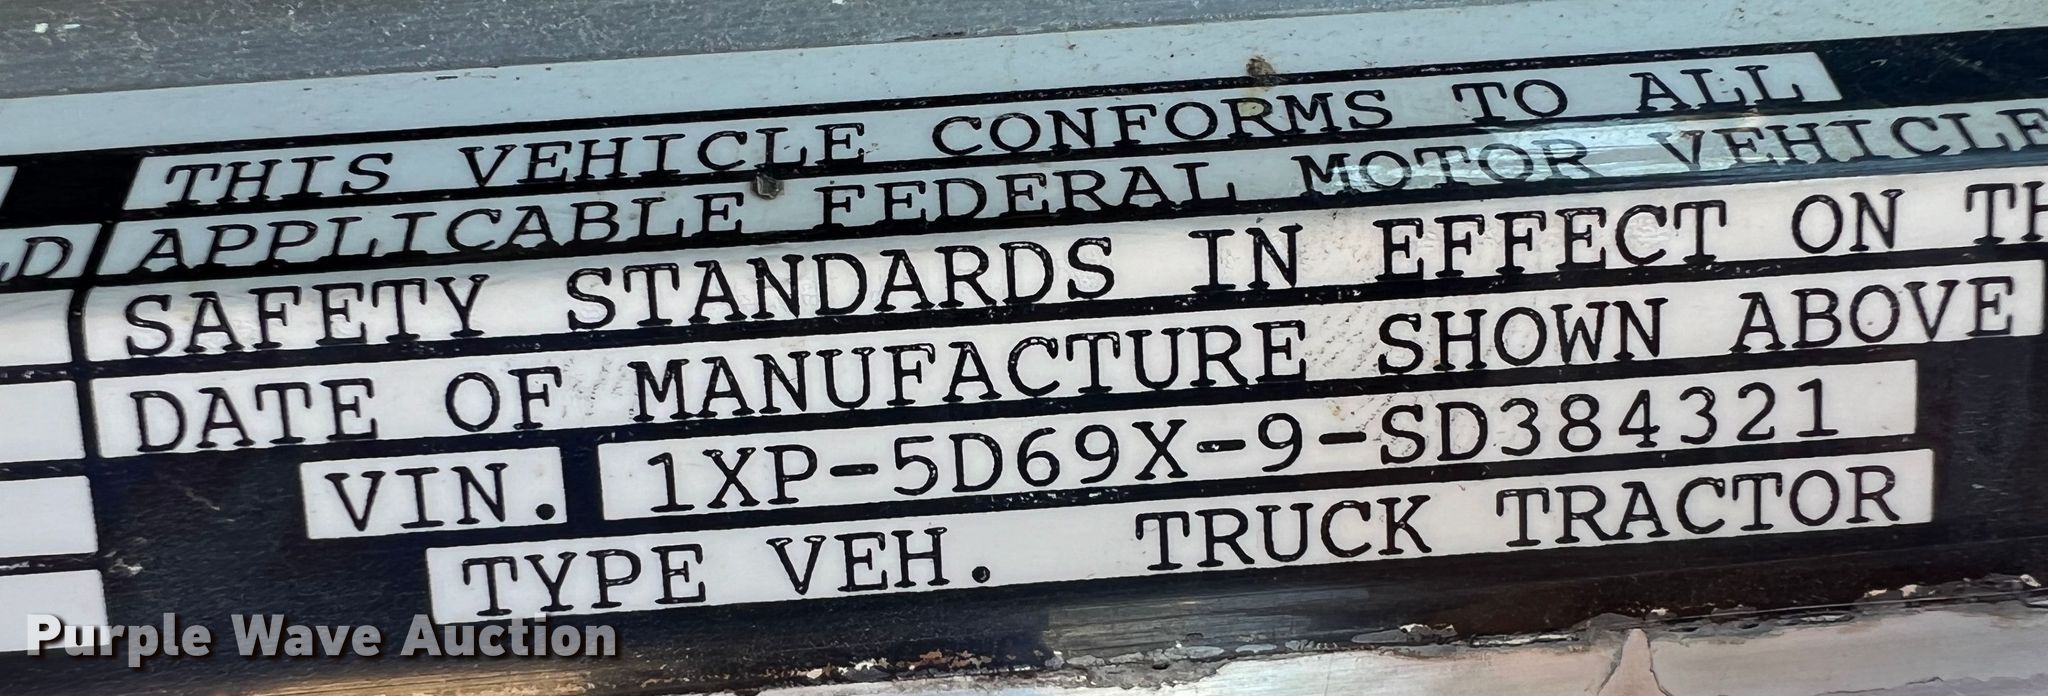 THIS VEHICLE CONFORMS TO ALL
LD APPLICABLE FEDERAL MOTOR VEHICLE
SAFETY STANDARDS IN EFFECT ON TH
DATE OF MANUFACTURE SHOWN ABOVE
VIN. 1XP-5D69X-9-SD384321
TYPE VEH. TRUCK TRACTOR
Purple Wave Auction